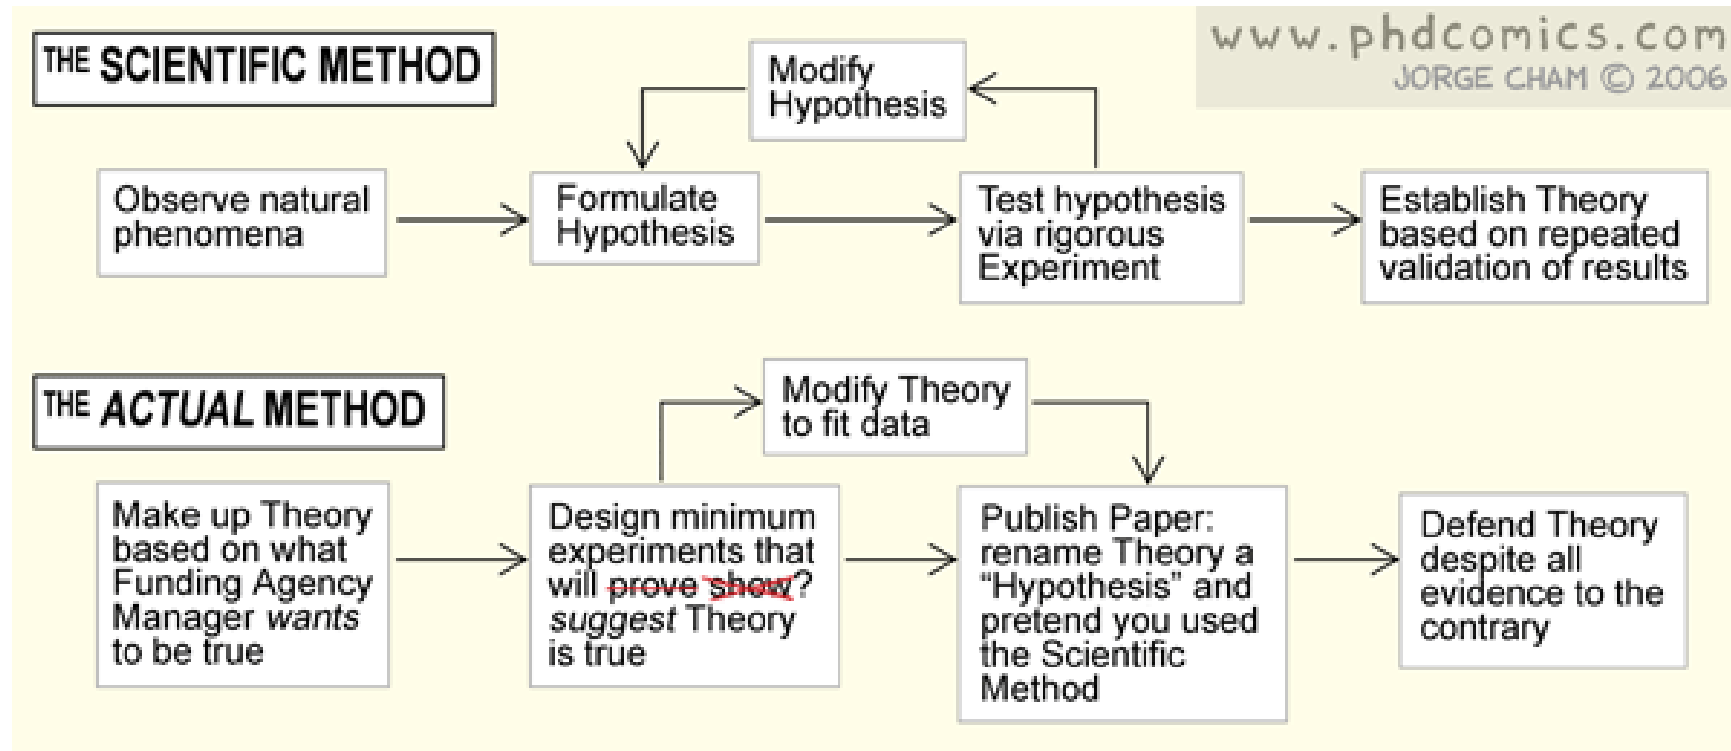 THE SCIENTIFIC METHOD
www.phdcomics.com
JORGE CHAM © 2006
Modify
Hypothesis
Observe natural
phenomena
Formulate
Hypothesis
Test hypothesis
via rigorous
Experiment
Establish Theory
based on repeated
validation of results
THE ACTUAL METHOD
Modify Theory
to fit data
Make up Theory
based on what
Funding Agency
Manager wants
to be true
Design minimum
experiments that
will prove show?
suggest Theory
is true
Publish Paper:
rename Theory a
“Hypothesis” and
pretend you used
the Scientific
Method
Defend Theory
despite all
evidence to the
contrary